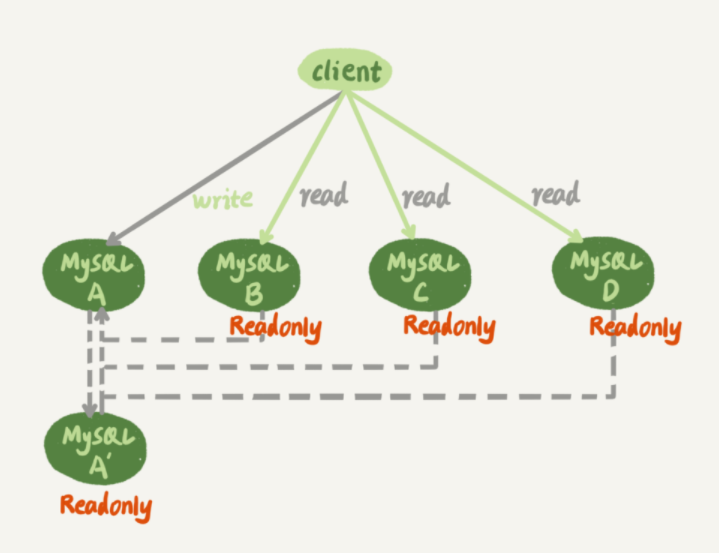 client
write
read
read
read
MySQL
A
MySQL
B
MySQL
C
MySQL
D
Readonly
Readonly
Readonly
MySQL
A'
Readonly